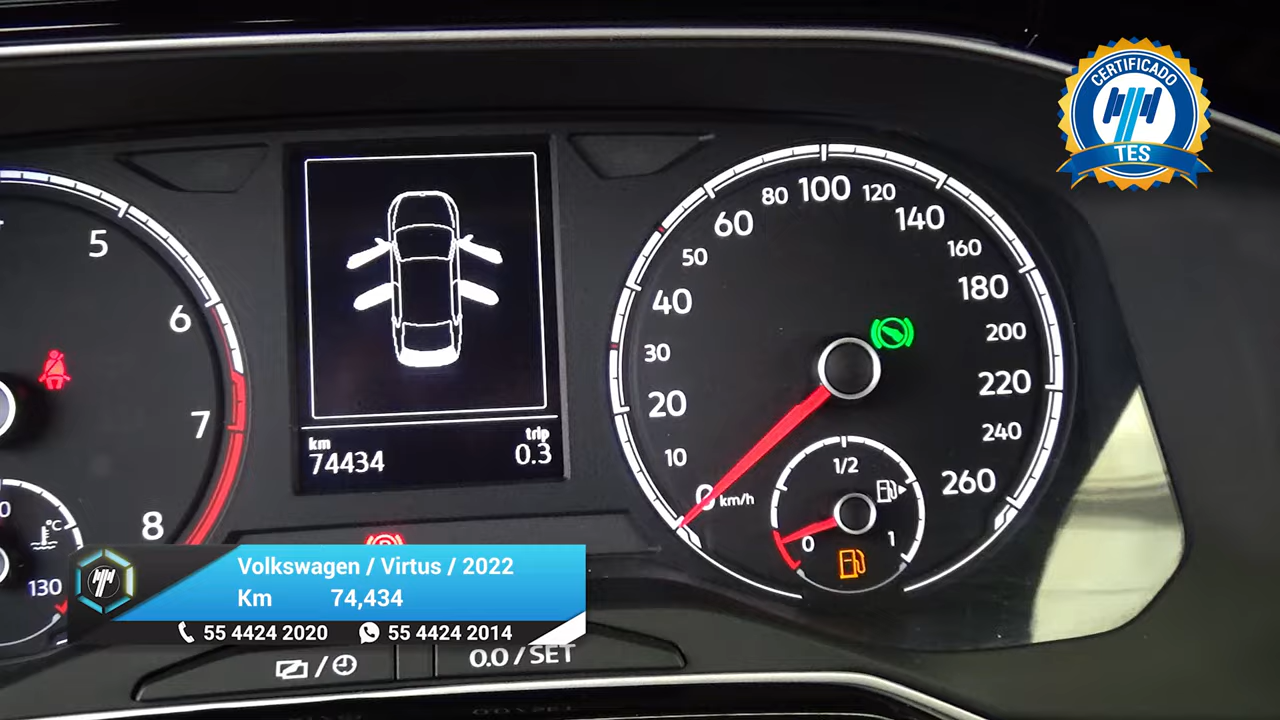 CERTIFICADO
TES
5
6
7
8
130
°C
km
74434
trip
0.3
0
10
20
30
40
50
60
80
100
120
140
160
180
200
220
240
260
km/h
1/2
0
1
Volkswagen / Virtus / 2022
Km 74,434
55 4424 2020 55 4424 2014
0.0 / SET